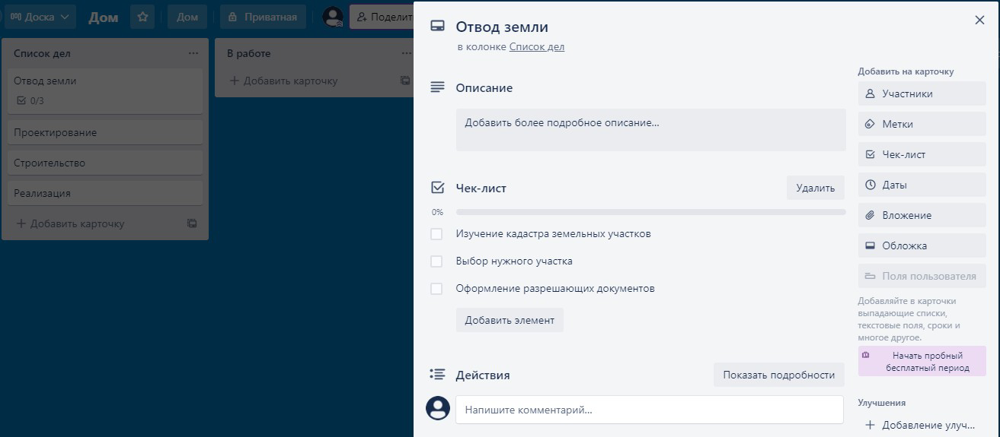 Доска
Дом
Дом
Приватная
Поделить
Список дел
Отвод земли
0/3
Проектирование
Строительство
Реализация
Добавить карточку
В работе
Добавить карточку
Отвод земли
в колонке Список дел
Описание
Добавить более подробное описание...
Чек-лист
Удалить
0%
Изучение кадастра земельных участков
Выбор нужного участка
Оформление разрешающих документов
Добавить элемент
Действия
Показать подробности
Напишите комментарий...
Добавить на карточку
Участники
Метки
Чек-лист
Даты
Вложение
Обложка
Поля пользователя
Добавляйте в карточки
выпадающие списки,
текстовые поля, сроки и
многое другое.
Начать пробный
бесплатный период
Улучшения
Добавление улуч...